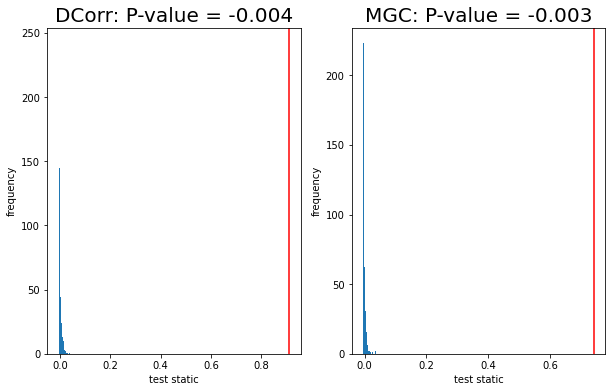 DCorr: P-value = -0.004
250
200
150
100
50
0
frequency
0.0 0.2 0.4 0.6 0.8
test static
MGC: P-value = -0.003
200
150
100
50
0
frequency
0.0 0.2 0.4 0.6
test static